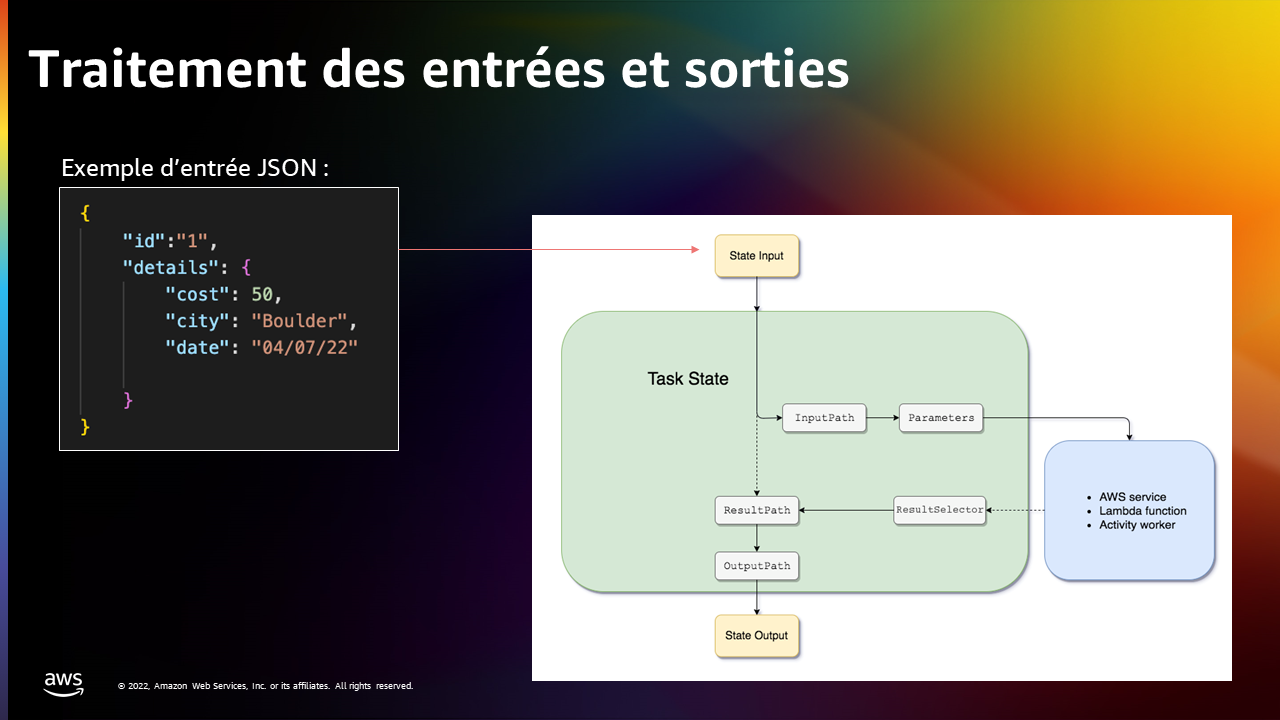 Traitement des entrées et sorties
Exemple d’entrée JSON :
{
"id":"1",
"details": {
"cost": 50,
"city": "Boulder",
"date": "04/07/22"
}
}
State Input
Task State
InputPath
Parameters
ResultPath
ResultSelector
• AWS service
• Lambda function
• Activity worker
OutputPath
State Output
aws
© 2022, Amazon Web Services, Inc. or its affiliates. All rights reserved.